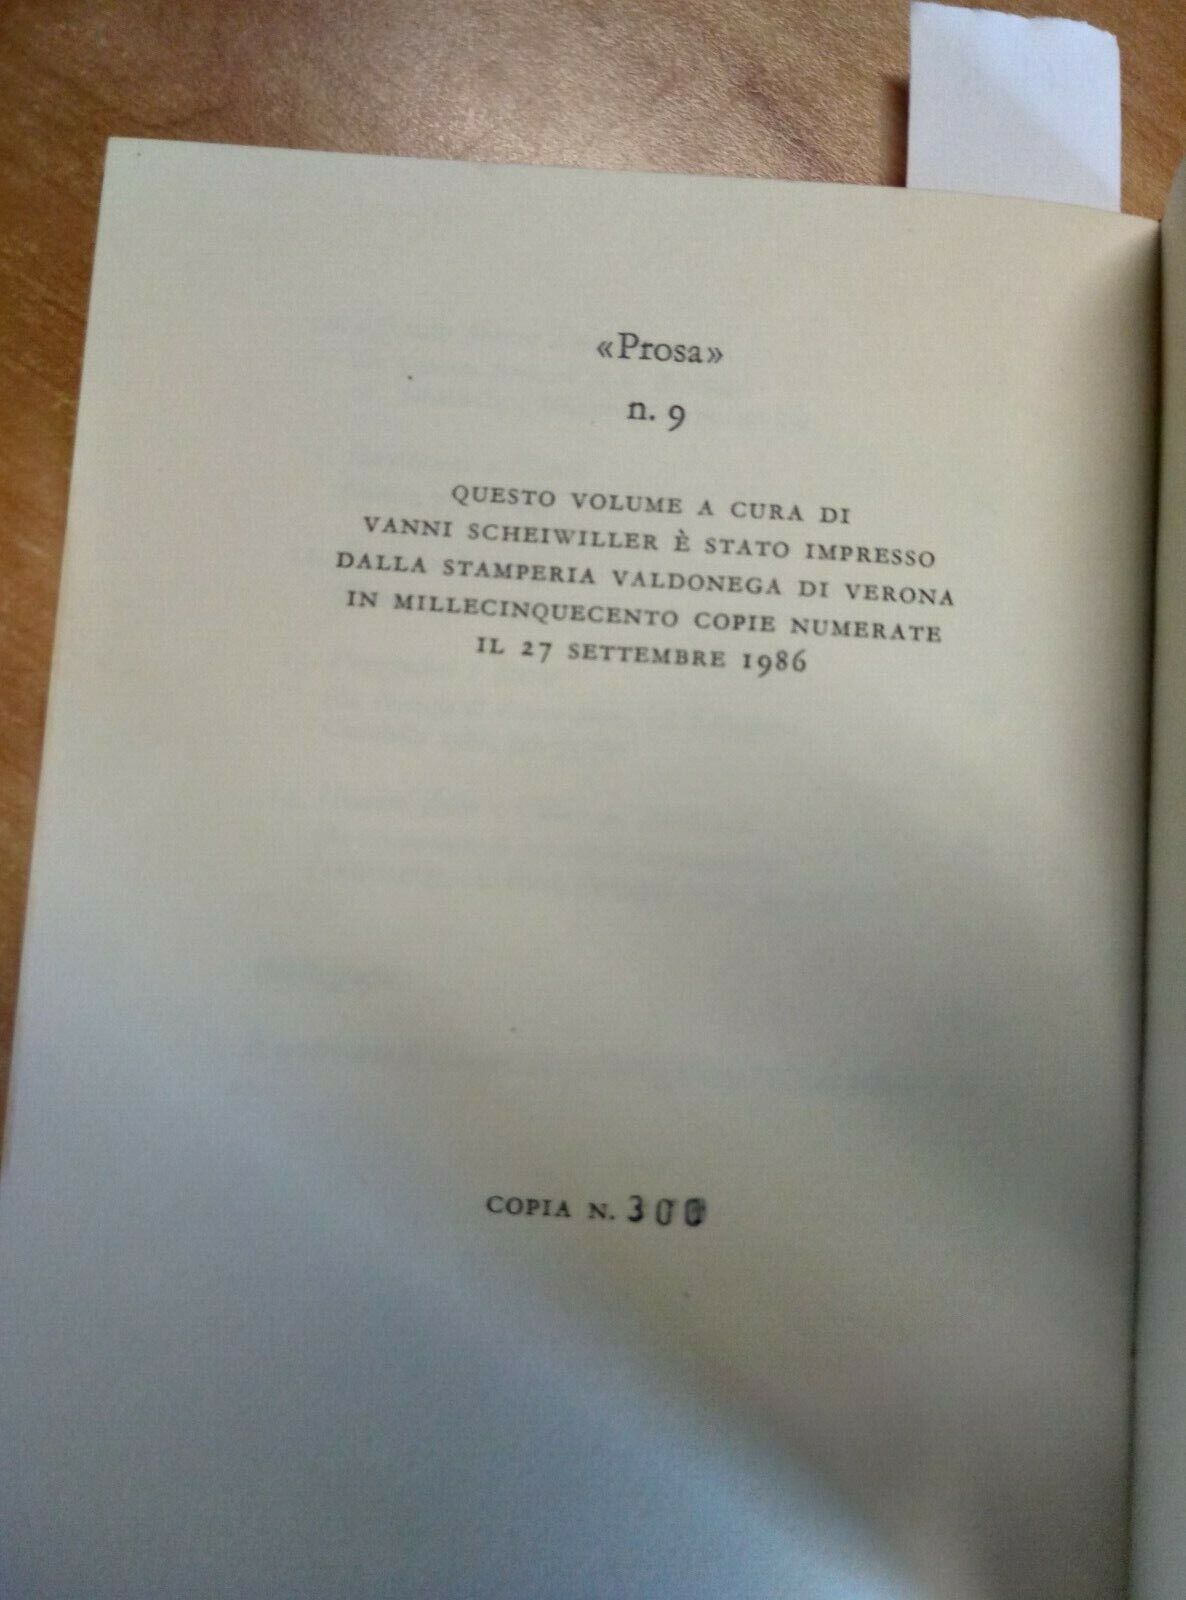 «Prosa»
n. 9
QUESTO VOLUME A CURA DI
VANNI SCHEIWILLER È STATO IMPRESSO
DALLA STAMPERIA VALDONEGA DI VERONA
IN MILLECINQUECENTO COPIE NUMERATE
IL 27 SETTEMBRE 1986
COPIA N.